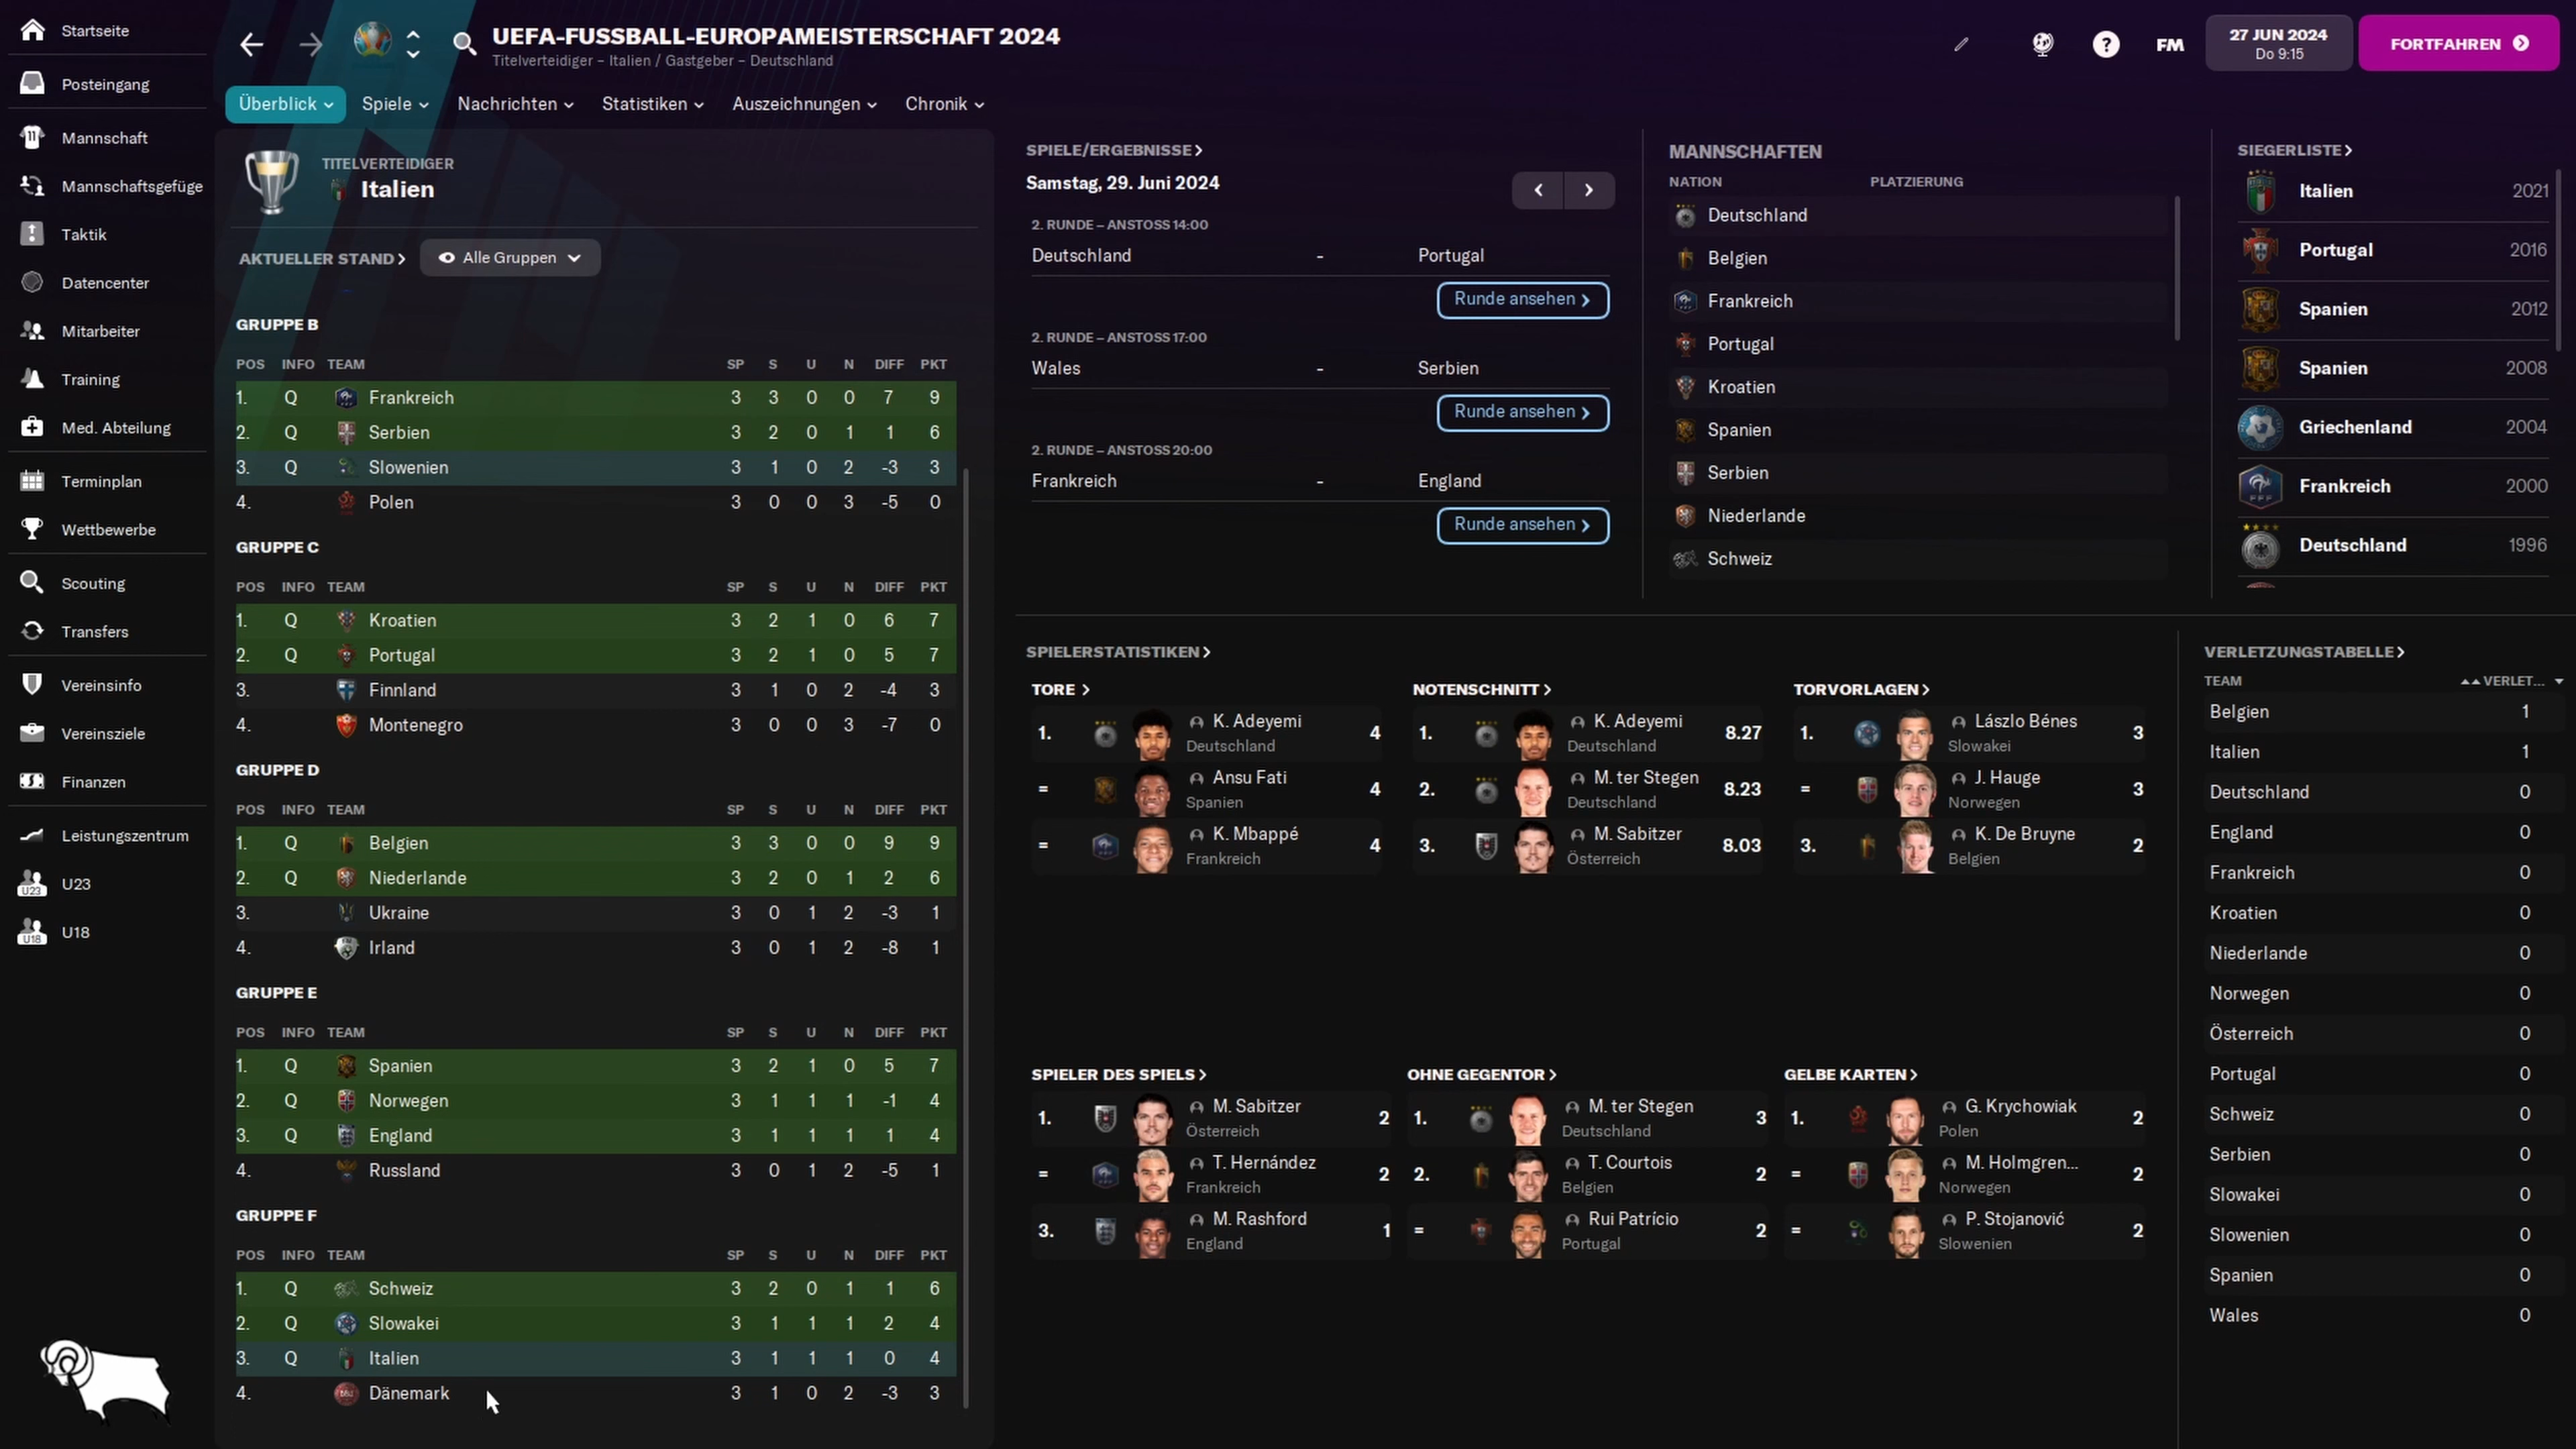 Startseite
Posteingang
Mannschaft
Mannschaftsgefüge
Taktik
Datencenter
Mitarbeiter
Training
Med. Abteilung
Terminplan
Wettbewerbe
Scouting
Transfers
Vereinsinfo
Vereinsziele
Finanzen
Leistungszentrum
U23 U23
U18 U18
UEFA-FUSSBALL-EUROPAMEISTERSCHAFT 2024
Titelverteidiger – Italien / Gastgeber – Deutschland
FM
27 JUN 2024
Do 9:15
FORTFAHREN
Überblick Spiele Nachrichten Statistiken Auszeichnungen Chronik
TITELVERTEIDIGER
Italien
AKTUELLER STAND Alle Gruppen
GRUPPE B
POS INFO TEAM SP S U N DIFF PKT
1. Q Frankreich 3 3 0 0 7 9
2. Q Serbien 3 2 0 1 1 6
3. Q Slowenien 3 1 0 2 -3 3
4. Polen 3 0 0 3 -5 0
GRUPPE C
POS INFO TEAM SP S U N DIFF PKT
1. Q Kroatien 3 2 1 0 6 7
2. Q Portugal 3 2 1 0 5 7
3. Finnland 3 1 0 2 -4 3
4. Montenegro 3 0 0 3 -7 0
GRUPPE D
POS INFO TEAM SP S U N DIFF PKT
1. Q Belgien 3 3 0 0 9 9
2. Q Niederlande 3 2 0 1 2 6
3. Ukraine 3 0 1 2 -3 1
4. Irland 3 0 1 2 -8 1
GRUPPE E
POS INFO TEAM SP S U N DIFF PKT
1. Q Spanien 3 2 1 0 5 7
2. Q Norwegen 3 1 1 1 -1 4
3. Q England 3 1 1 1 1 4
4. Russland 3 0 1 2 -5 1
GRUPPE F
POS INFO TEAM SP S U N DIFF PKT
1. Q Schweiz 3 2 0 1 1 6
2. Q Slowakei 3 1 1 1 2 4
3. Q Italien 3 1 1 1 0 4
4. Dänemark 3 1 0 2 -3 3
SPIELE/ERGEBNISSE
Samstag, 29. Juni 2024
2. RUNDE – ANSTOSS 14:00
Deutschland - Portugal
Runde ansehen
2. RUNDE – ANSTOSS 17:00
Wales - Serbien
Runde ansehen
2. RUNDE – ANSTOSS 20:00
Frankreich - England
Runde ansehen
MANNSCHAFTEN
NATION PLATZIERUNG
Deutschland
Belgien
Frankreich
Portugal
Kroatien
Spanien
Serbien
Niederlande
Schweiz
SIEGERLISTE
Italien 2021
Portugal 2016
Spanien 2012
Spanien 2008
Griechenland 2004
Frankreich 2000
Deutschland 1996
SPIELERSTATISTIKEN
TORE
1. K. Adeyemi 4
Deutschland
= Ansu Fati 4
Spanien
= K. Mbappé 4
Frankreich
NOTENSCHNITT
1. K. Adeyemi 8.27
Deutschland
2. M. ter Stegen 8.23
Deutschland
3. M. Sabitzer 8.03
Österreich
TORVORLAGEN
1. Lászlo Bénes 3
Slowakei
= J. Hauge 3
Norwegen
3. K. De Bruyne 2
Belgien
SPIELER DES SPIELS
1. M. Sabitzer 2
Österreich
= T. Hernández 2
Frankreich
3. M. Rashford 1
England
OHNE GEGENTOR
1. M. ter Stegen 3
Deutschland
2. T. Courtois 2
Belgien
= Rui Patrício 2
Portugal
GELBE KARTEN
1. G. Krychowiak 2
Polen
= M. Holmgren... 2
Norwegen
= P. Stojanović 2
Slowenien
VERLETZUNGSTABELLE
TEAM VERLET...
Belgien 1
Italien 1
Deutschland 0
England 0
Frankreich 0
Kroatien 0
Niederlande 0
Norwegen 0
Österreich 0
Portugal 0
Schweiz 0
Serbien 0
Slowakei 0
Slowenien 0
Spanien 0
Wales 0